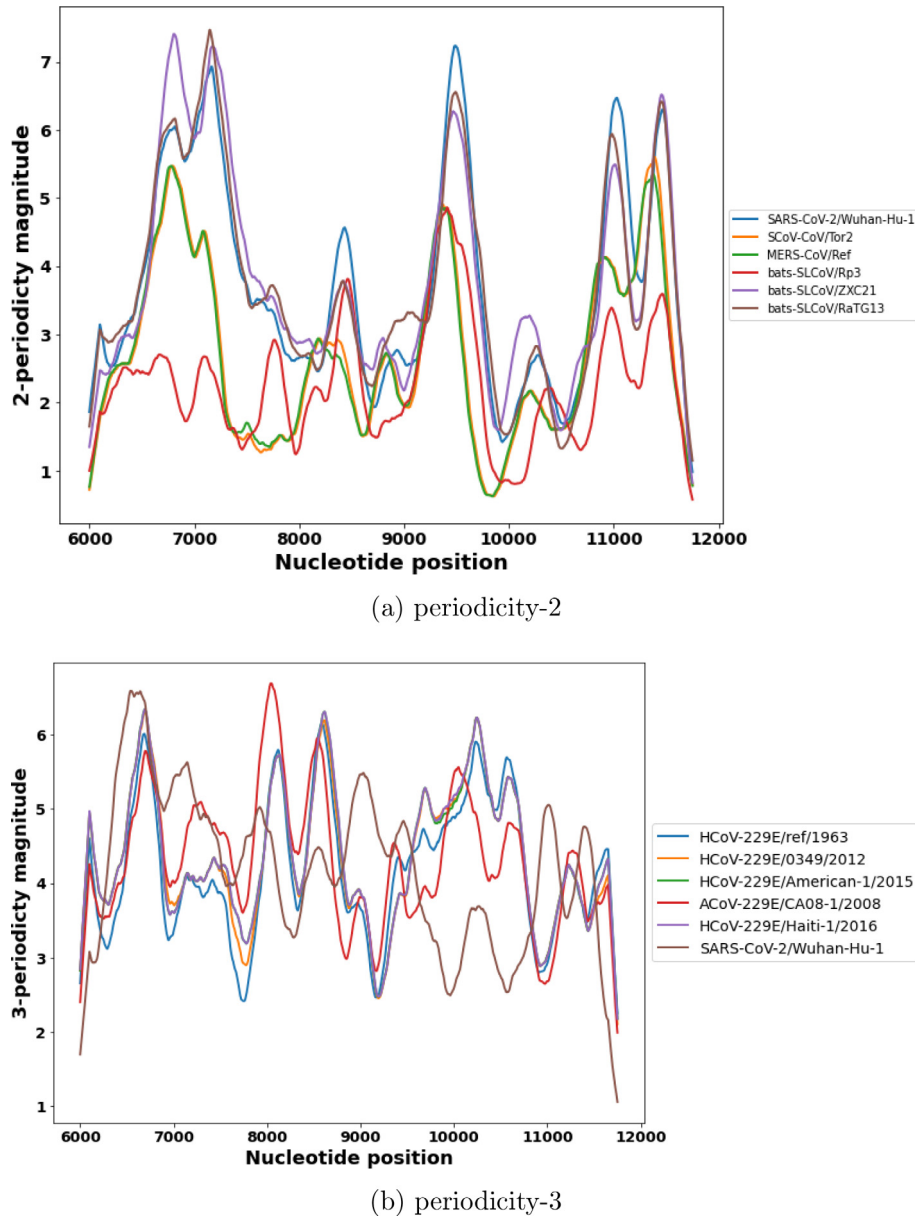 7
6
5
4
3
2
1
2-periodicty magnitude
6000 7000 8000 9000 10000 11000 12000
Nucleotide position
SARS-CoV-2/Wuhan-Hu-1
SCoV-CoV/Tor2
MERS-CoV/Ref
bats-SLCoV/Rp3
bats-SLCoV/ZXC21
bats-SLCoV/RaTG13
(a) periodicity-2
6
5
4
3
2
1
3-periodicty magnitude
6000 7000 8000 9000 10000 11000 12000
Nucleotide position
HCoV-229E/ref/1963
HCoV-229E/0349/2012
HCoV-229E/American-1/2015
ACoV-229E/CA08-1/2008
HCoV-229E/Haiti-1/2016
SARS-CoV-2/Wuhan-Hu-1
(b) periodicity-3